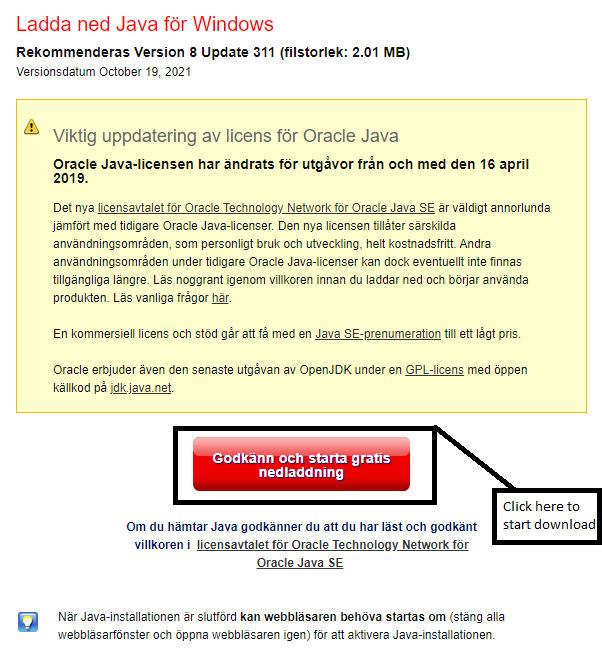 Ladda ned Java för Windows
Rekommenderas Version 8 Update 311 (filstorlek: 2.01 MB)
Versionsdatum October 19, 2021
Viktig uppdatering av licens för Oracle Java
Oracle Java-licensen har ändrats för utgåvor från och med den 16 april
2019.
Det nya licensavtalet för Oracle Technology Network för Oracle Java SE är väldigt annorlunda
jämfört med tidigare Oracle Java-licenser. Den nya licensen tillåter särskilda
användningsområden, som personligt bruk och utveckling, helt kostnadsfritt. Andra
användningsområden under tidigare Oracle Java-licenser kan dock eventuellt inte finnas
tillgängliga längre. Läs noggrant igenom villkoren innan du laddar ned och börjar använda
produkten. Läs vanliga frågor här.
En kommersiell licens och stöd går att få med en Java SE-prenumeration till ett lågt pris.
Oracle erbjuder även den senaste utgåvan av OpenJDK under en GPL-licens med öppen
källkod på jdk.java.net.
Godkänn och starta gratis
nedladdning
Click here to
start download
Om du hämtar Java godkänner du att du har läst och godkänt
villkoren i licensavtalet för Oracle Technology Network för
Oracle Java SE
När Java-installationen är slutförd kan webbläsaren behöva startas om (stäng alla
webbläsarfönster och öppna webbläsaren igen) för att aktivera Java-installationen.